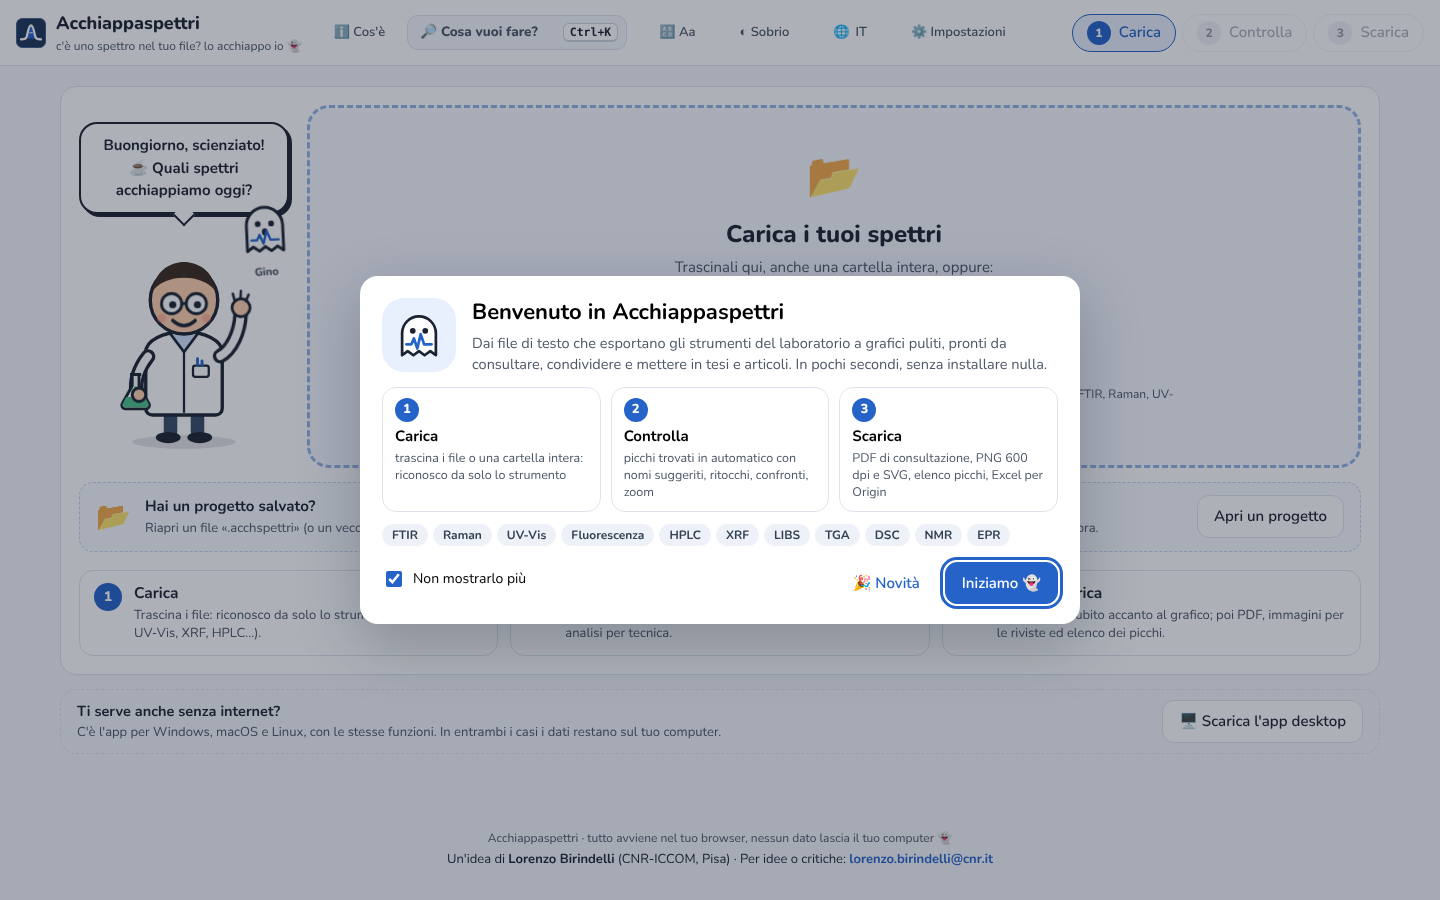 Acchiappaspettri
c'è uno spettro nel tuo file? lo acchiappo io 👻
ℹ️ Cos'è
🔎 Cosa vuoi fare? Ctrl+K
Aa
Sobrio
🌐 IT
⚙️ Impostazioni
1 Carica
2 Controlla
3 Scarica
Buongiorno, scienziato!
☕ Quali spettri
acchiappiamo oggi?
Gino
Carica i tuoi spettri
Trascinali qui, anche una cartella intera, oppure:
FTIR, Raman, UV-
Benvenuto in Acchiappaspettri
Dai file di testo che esportano gli strumenti del laboratorio a grafici puliti, pronti da
consultare, condividere e mettere in tesi e articoli. In pochi secondi, senza installare nulla.
1
Carica
trascina i file o una cartella intera:
riconosco da solo lo strumento
2
Controlla
picchi trovati in automatico con
nomi suggeriti, ritocchi, confronti,
zoom
3
Scarica
PDF di consultazione, PNG 600
dpi e SVG, elenco picchi, Excel per
Origin
FTIR Raman UV-Vis Fluorescenza HPLC XRF LIBS TGA DSC NMR EPR
Non mostrarlo più
🎉 Novità
Iniziamo 👻
Hai un progetto salvato?
Riapri un file «.acchspettri» (o un
Apri un progetto
1 Carica
Trascina i file: riconosco da solo lo
UV-Vis, XRF, HPLC...).
analisi per tecnica.
accanto al grafico; poi PDF, immagini per
le riviste ed elenco dei picchi.
Ti serve anche senza internet?
C'è l'app per Windows, macOS e Linux, con le stesse funzioni. In entrambi i casi i dati restano sul tuo computer.
🖥️ Scarica l'app desktop
Acchiappaspettri · tutto avviene nel tuo browser, nessun dato lascia il tuo computer 👻
Un'idea di Lorenzo Birindelli (CNR-ICCOM, Pisa) · Per idee o critiche: lorenzo.birindelli@cnr.it